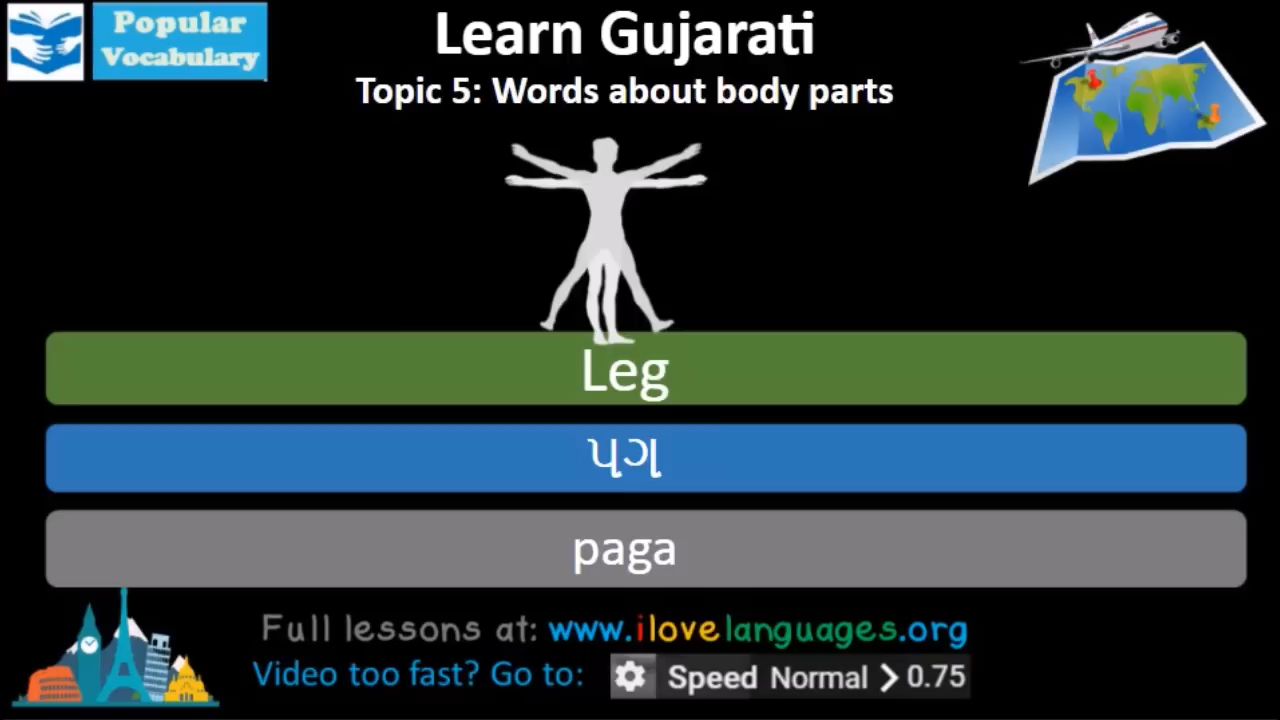 Popular
Vocabulary
Learn Gujarati
Topic 5: Words about body parts
Leg
પગ
paga
Full lessons at: www.ilovelanguages.org
Video too fast? Go to: Speed Normal > 0.75